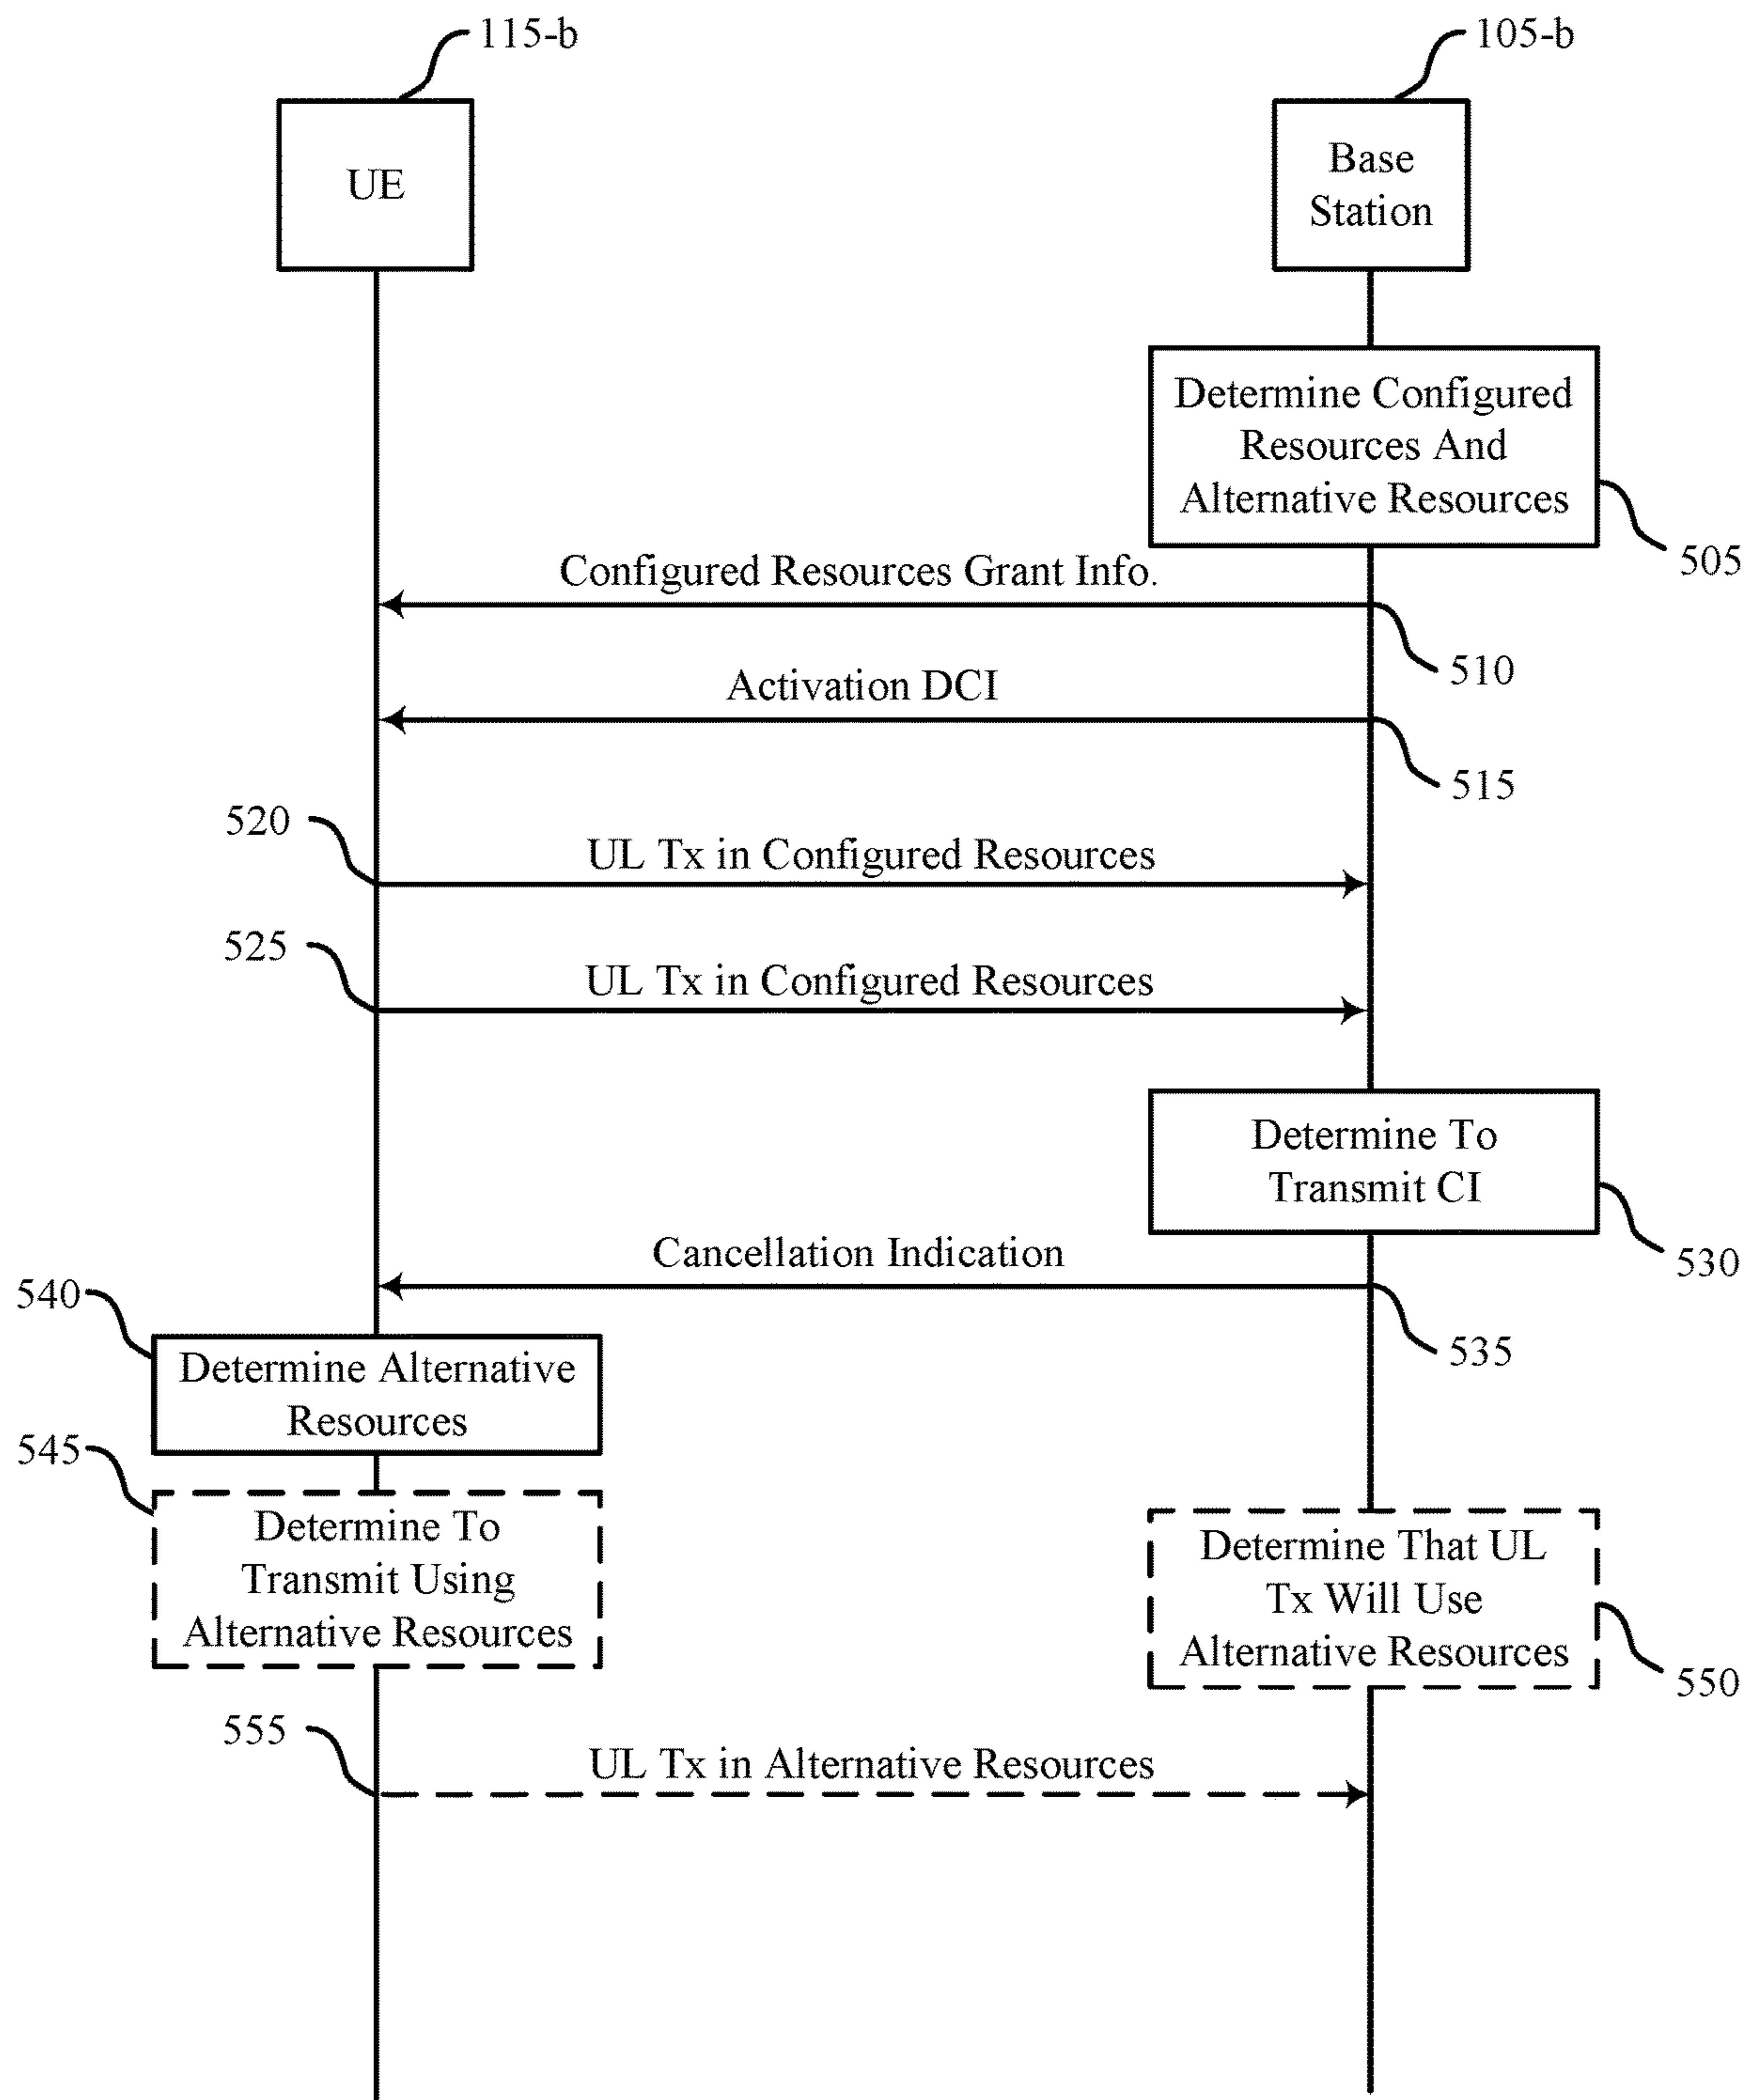 115-b
105-b
UE
Base
Station
Determine Configured
Resources And
Alternative Resources
505
Configured Resources Grant Info.
510
Activation DCI
515
520
UL Tx in Configured Resources
525
UL Tx in Configured Resources
Determine To
Transmit CI
530
Cancellation Indication
535
540
Determine Alternative
Resources
545
Determine To
Transmit Using
Alternative Resources
Determine That UL
Tx Will Use
Alternative Resources
550
555
UL Tx in Alternative Resources